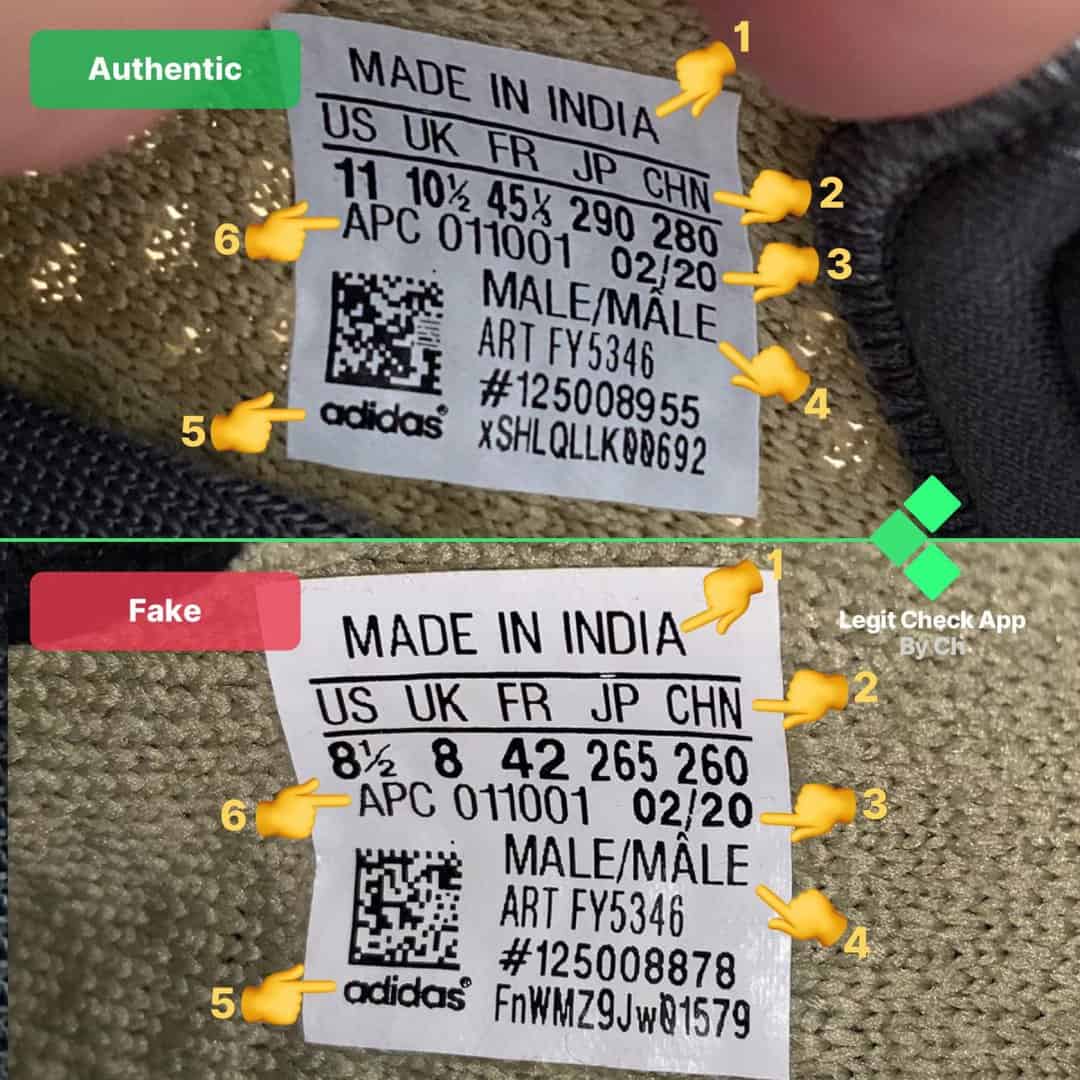 Authentic
1
MADE IN INDIA
US UK FR JP CHN
2
11 10½ 45⅓ 290 280
6
APC 011001 02/20
3
MALE/MÂLE
ART FY5346
4
#125008955
5
adidas®
xSHLQLLK00692
Fake
1
MADE IN INDIA
Legit Check App
By Ch
US UK FR JP CHN
2
8½ 8 42 265 260
6
APC 011001 02/20
3
MALE/MÂLE
ART FY5346
4
#125008878
5
adidas®
FnWMZ9Jw01579